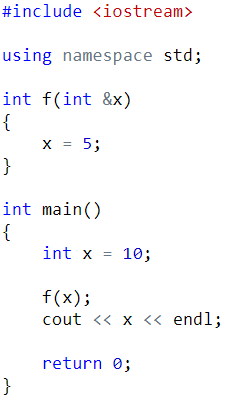 #include <iostream>
using namespace std;
int f(int &x)
{
    x = 5;
}
int main()
{
    int x = 10;
    f(x);
    cout << x << endl;
    return 0;
}